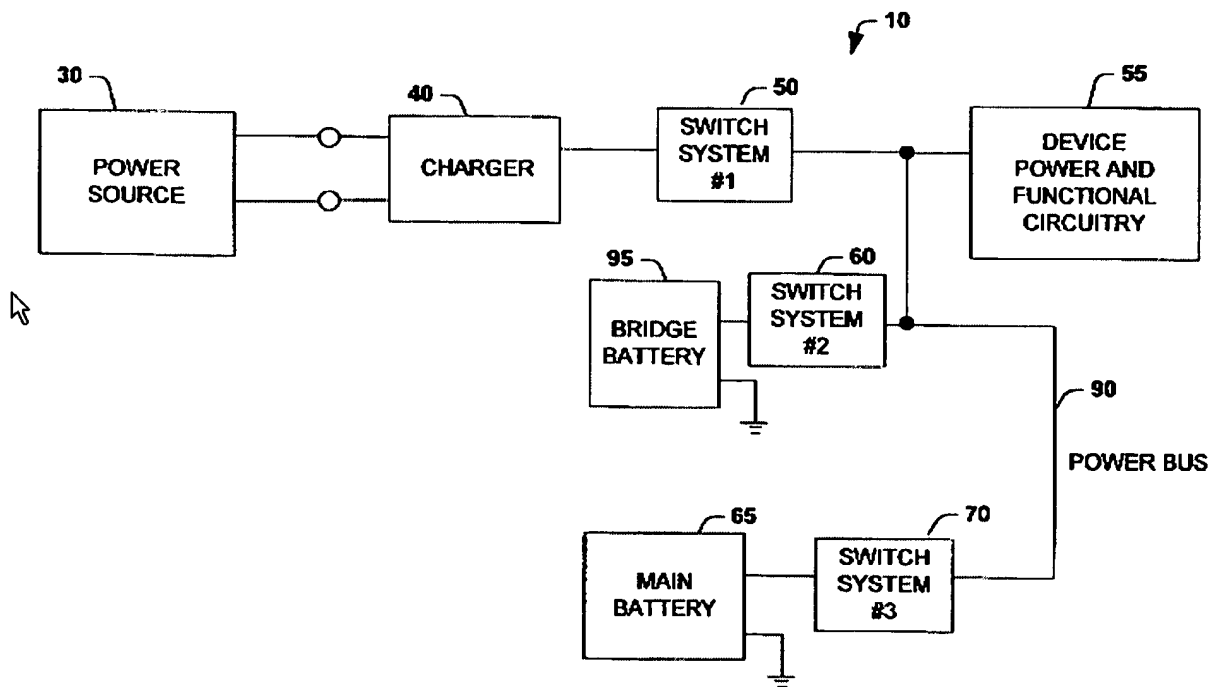 10
30
40
50
55
POWER
SOURCE
CHARGER
SWITCH
SYSTEM
#1
DEVICE
POWER AND
FUNCTIONAL
CIRCUITRY
95
60
BRIDGE
BATTERY
SWITCH
SYSTEM
#2
90
POWER BUS
65
70
MAIN
BATTERY
SWITCH
SYSTEM
#3